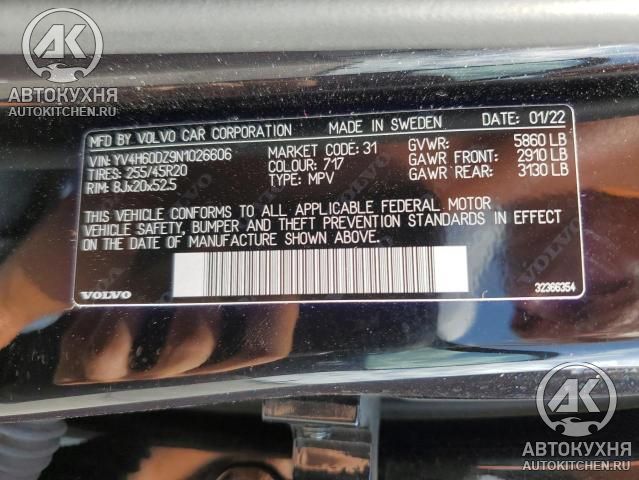 AK
АВТОКУХНЯ
AUTOKITCHEN.RU
MFD BY VOLVO CAR CORPORATION MADE IN SWEDEN DATE: 01/22
VIN: YV4H60DZ9N1026606 MARKET CODE: 31 GVWR: 5860 LB
TIRES: 255/45R20 COLOUR: 717 GAWR FRONT: 2910 LB
RIM: 8Jx20x52.5 TYPE: MPV GAWR REAR: 3130 LB
THIS VEHICLE CONFORMS TO ALL APPLICABLE FEDERAL MOTOR
VEHICLE SAFETY, BUMPER AND THEFT PREVENTION STANDARDS IN EFFECT
ON THE DATE OF MANUFACTURE SHOWN ABOVE.
VOLVO 32366354
AK
АВТОКУХНЯ
AUTOKITCHEN.RU